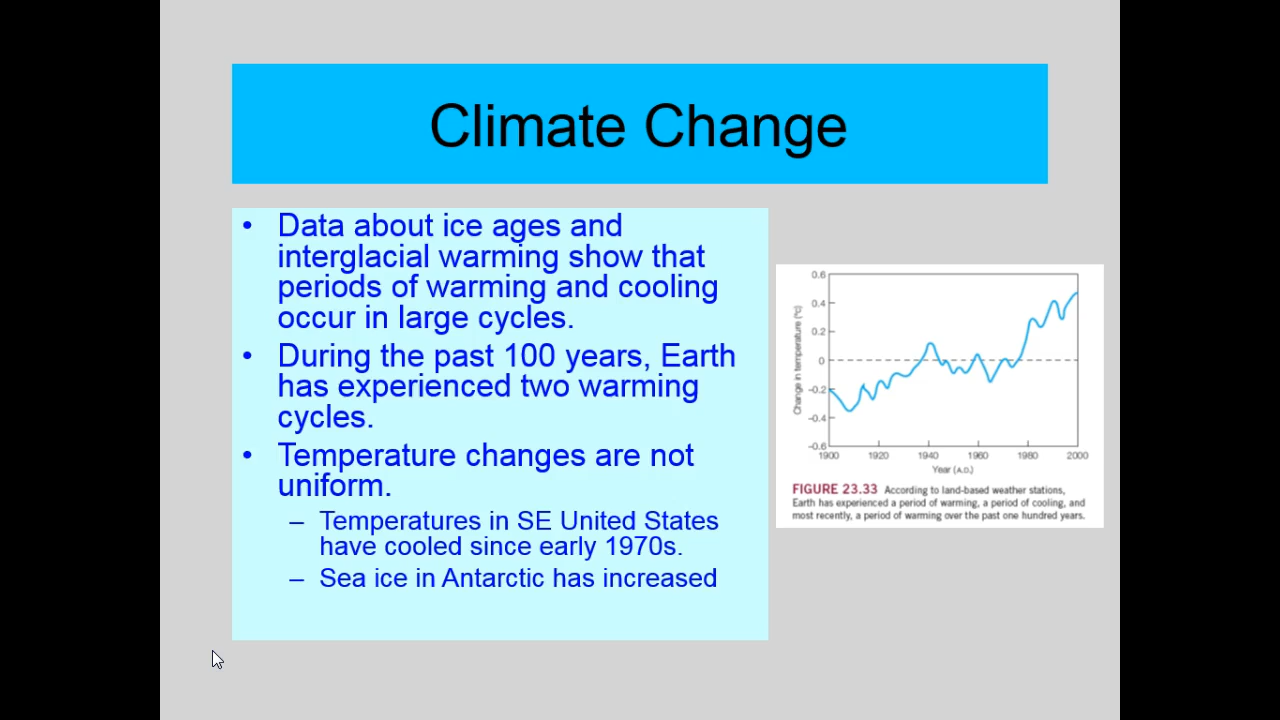 Climate Change
• Data about ice ages and
interglacial warming show that
periods of warming and cooling
occur in large cycles.
• During the past 100 years, Earth
has experienced two warming
cycles.
• Temperature changes are not
uniform.
– Temperatures in SE United States
have cooled since early 1970s.
– Sea ice in Antarctic has increased
Change in temperature (°c)
0.6
0.4
0.2
0
-0.2
-0.4
-0.6
1900 1920 1940 1960 1980 2000
Year (A.D.)
FIGURE 23.33 According to land-based weather stations,
Earth has experienced a period of warming, a period of cooling, and
most recently, a period of warming over the past one hundred years.